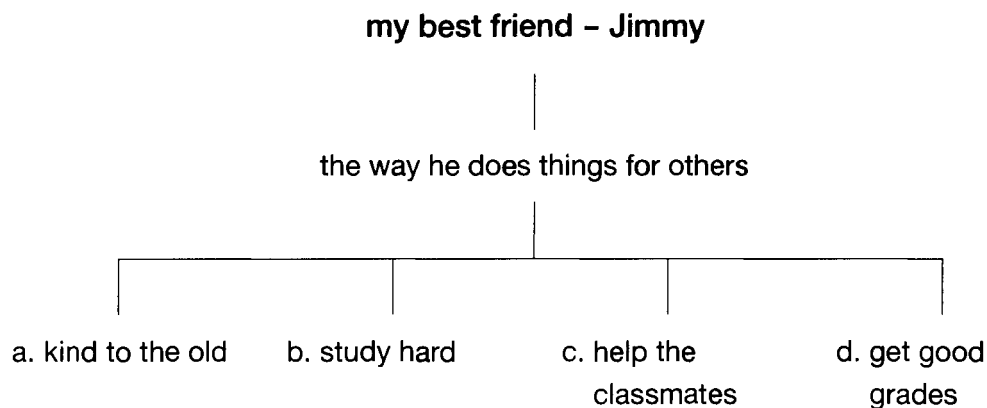 my best friend – Jimmy
the way he does things for others
a. kind to the old
b. study hard
c. help the
classmates
d. get good
grades